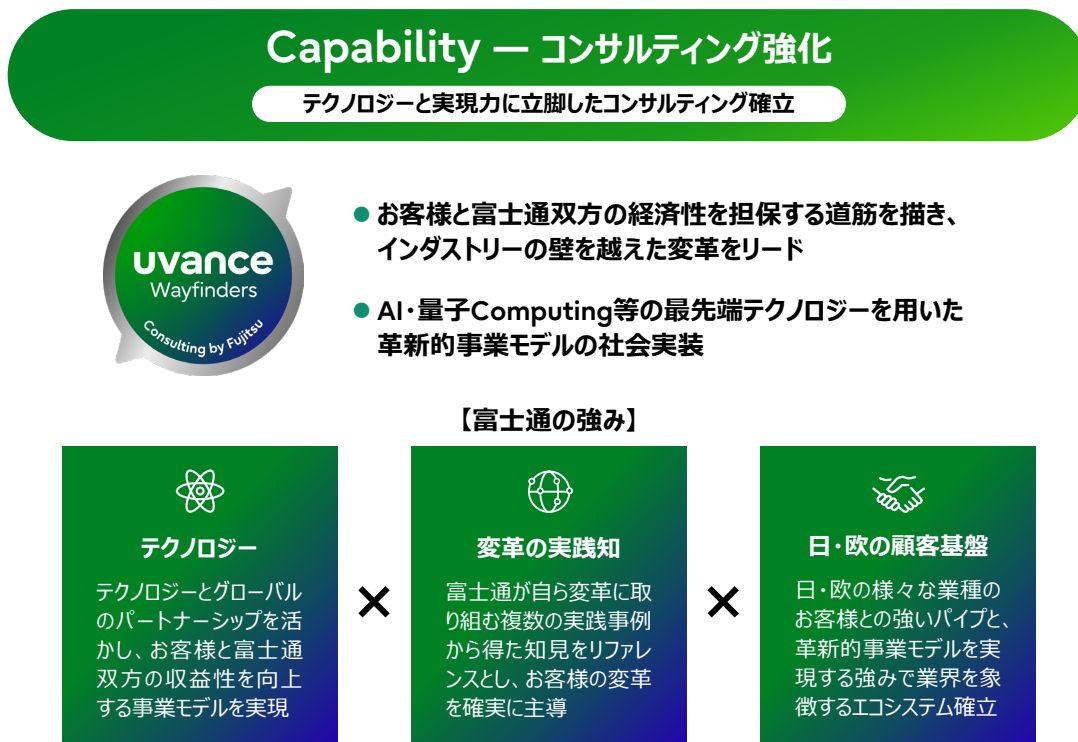 Capability ― コンサルティング強化
テクノロジーと実現力に立脚したコンサルティング確立
uvance
Wayfinders
Consulting by Fujitsu
● お客様と富士通双方の経済性を担保する道筋を描き、
インダストリーの壁を越えた変革をリード
● AI・量子Computing等の最先端テクノロジーを用いた
革新的事業モデルの社会実装
【富士通の強み】
テクノロジー
テクノロジーとグローバル
のパートナーシップを活
かし、お客様と富士通
双方の収益性を向上
する事業モデルを実現
×
変革の実践知
富士通が自ら変革に取
り組む複数の実践事例
から得た知見をリファレ
ンスとし、お客様の変革
を確実に主導
×
日・欧の顧客基盤
日・欧の様々な業種の
お客様との強いパイプと、
革新的事業モデルを実
現する強みで業界を象
徴するエコシステム確立